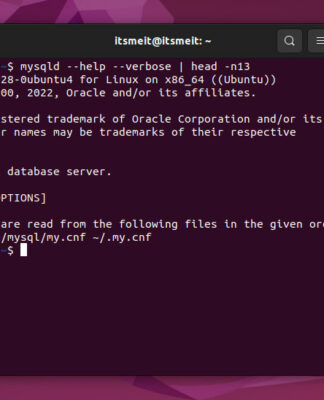 itsmeit@itsmeit: ~
~$ mysqld --help --verbose | head -n13
28-0ubuntu4 for Linux on x86_64 ((Ubuntu))
00, 2022, Oracle and/or its affiliates.
stered trademark of Oracle Corporation and/or its
r names may be trademarks of their respective
database server.
PTIONS]
are read from the following files in the given ord
/mysql/my.cnf ~/.my.cnf
~$